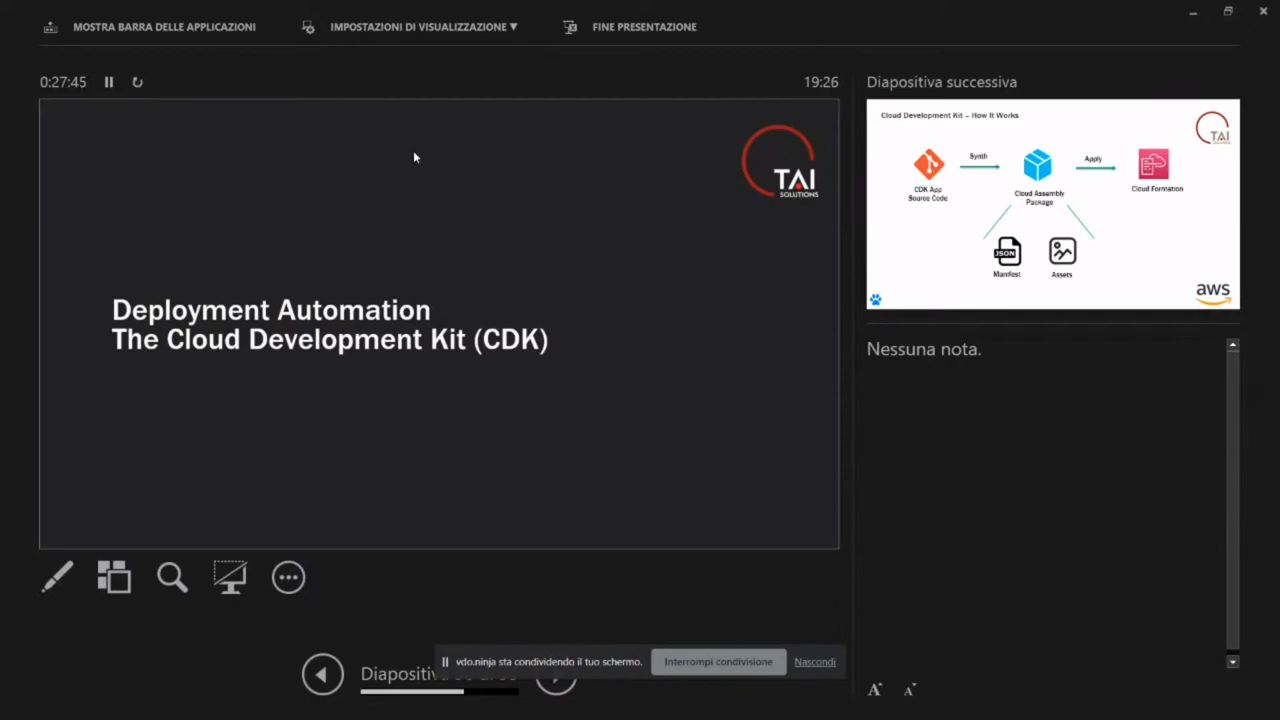 MOSTRA BARRA DELLE APPLICAZIONI
IMPOSTAZIONI DI VISUALIZZAZIONE ▼
FINE PRESENTAZIONE
0:27:45
19:26
TAI
SOLUTIONS
Deployment Automation
The Cloud Development Kit (CDK)
Diapositiva successiva
Cloud Development Kit – How It Works
TAI
Synth
Apply
CDK App
Source Code
Cloud Assembly
Package
Cloud Formation
JSON
Manifest
Assets
aws
Nessuna nota.
vdo.ninja sta condividendo il tuo schermo.
Interrompi condivisione
Nascondi
A
A